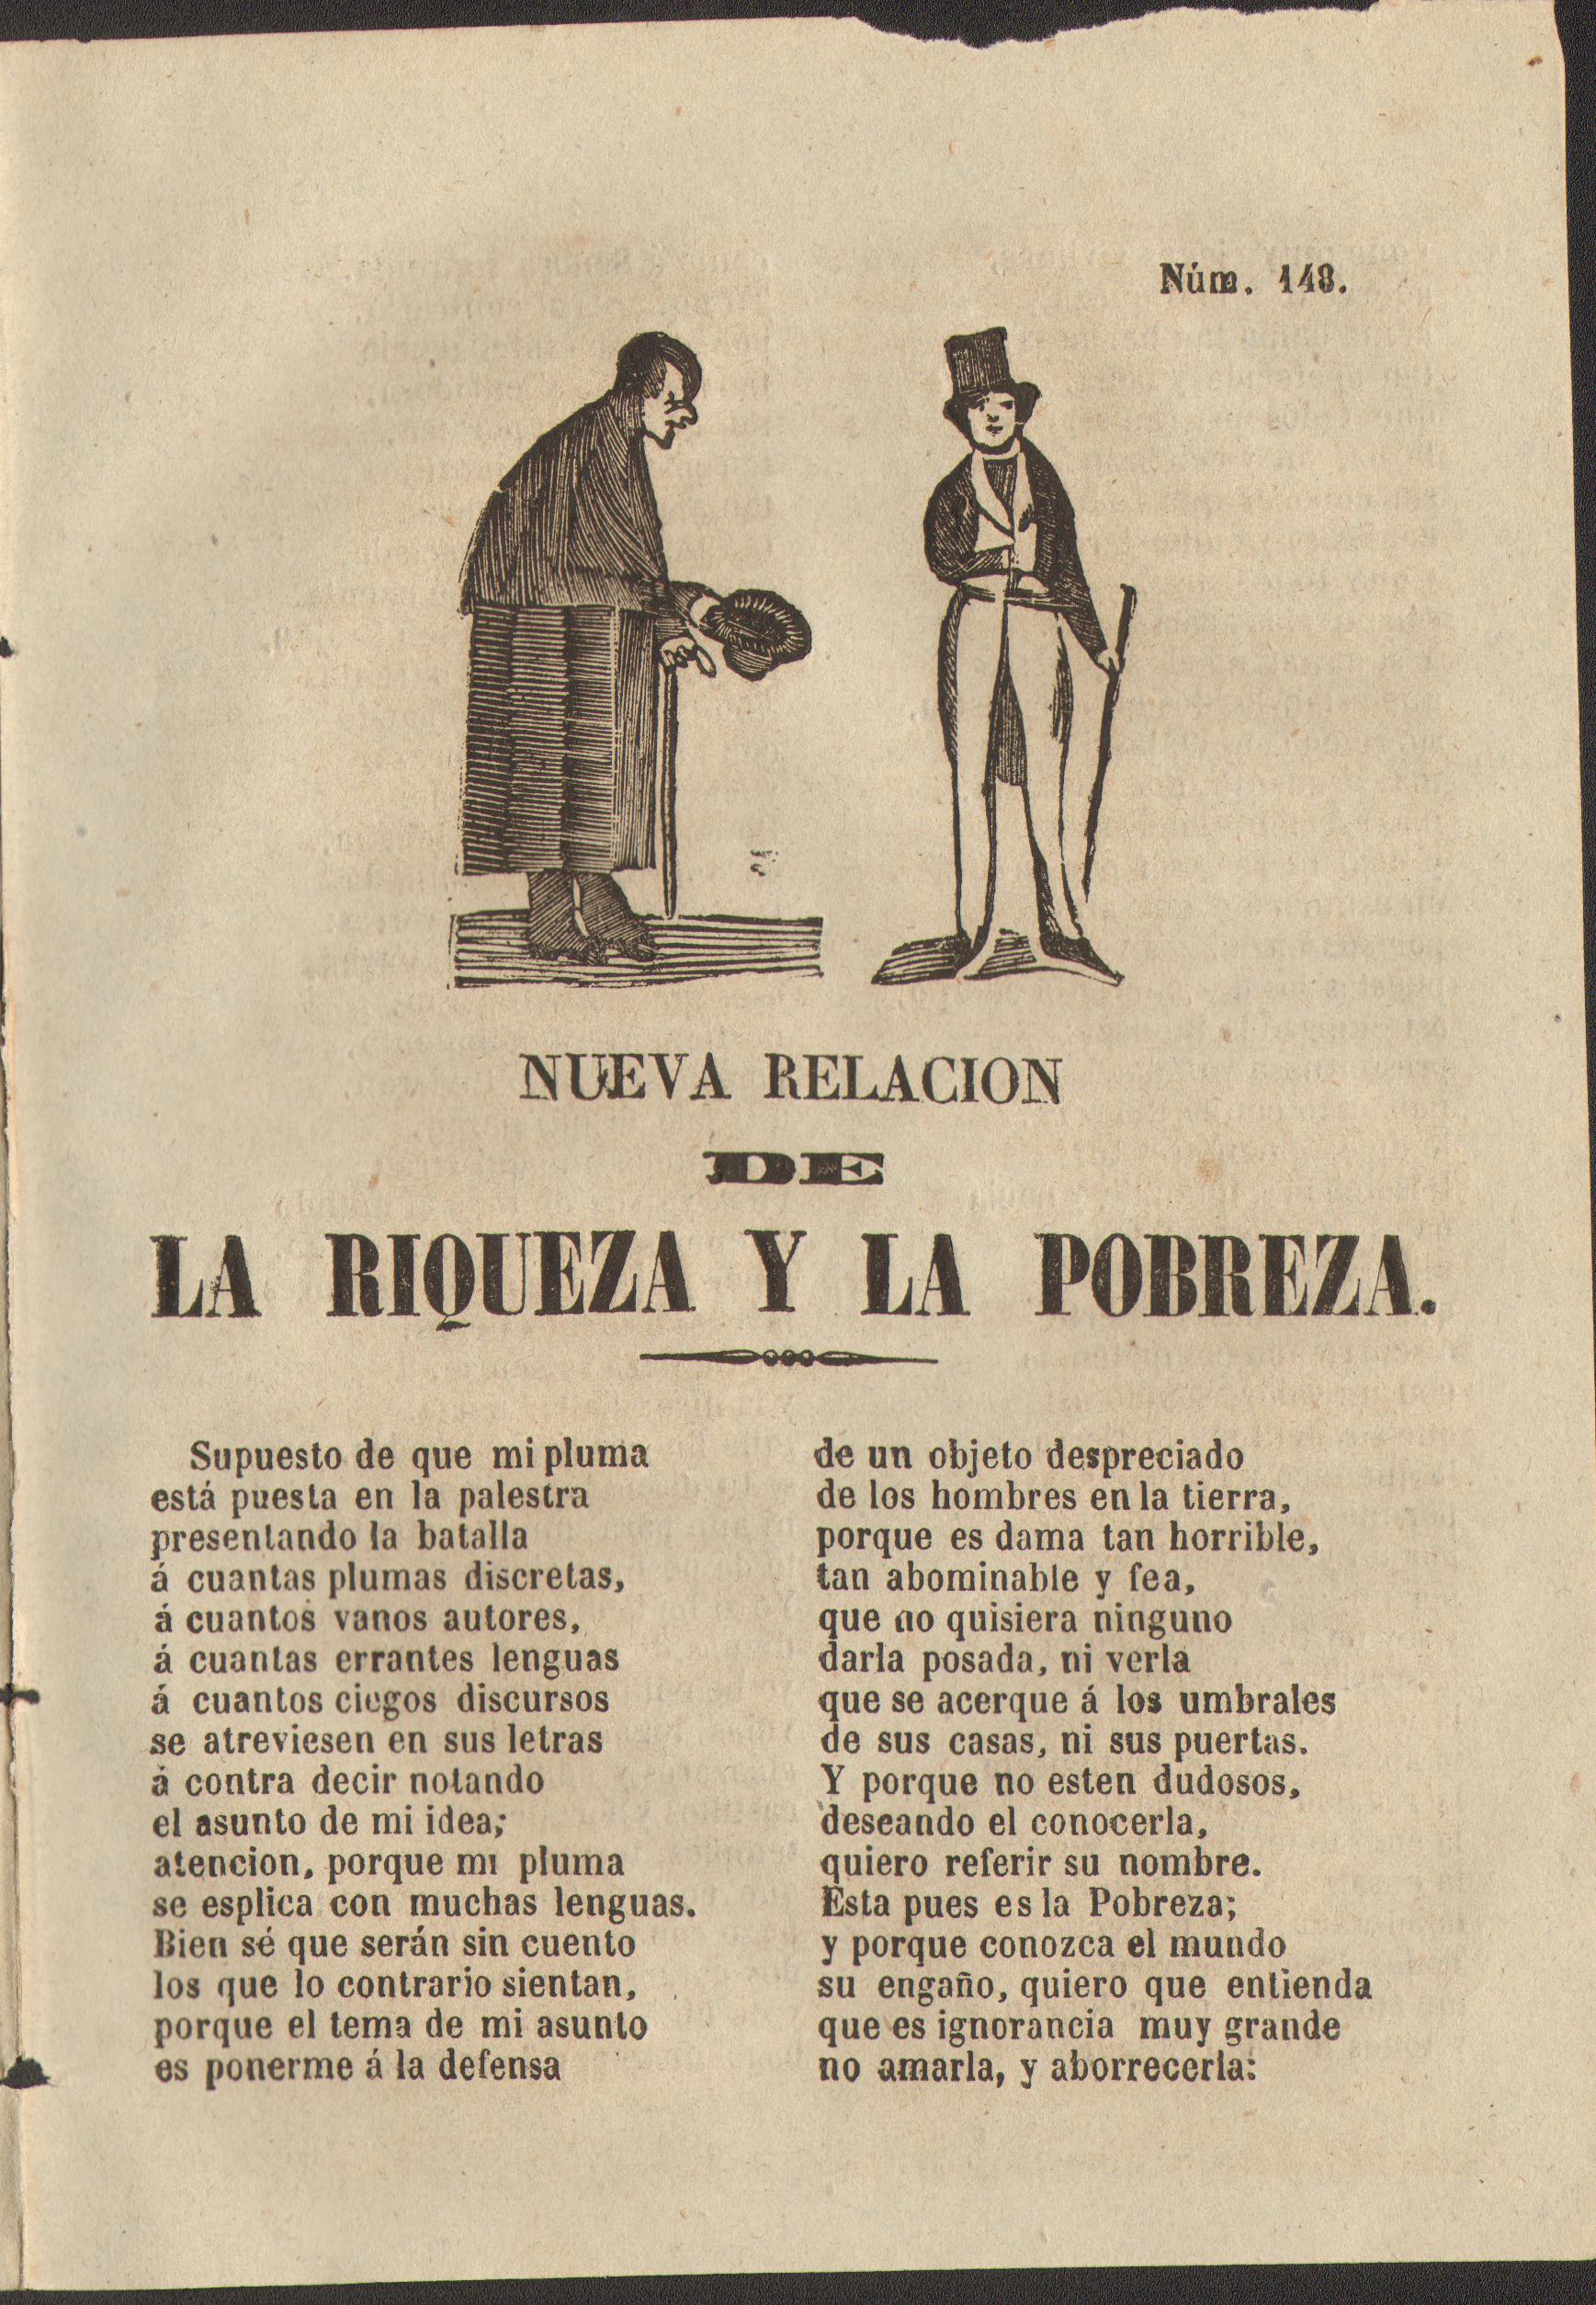 Núm. 148.
NUEVA RELACION
DE
LA RIQUEZA Y LA POBREZA.
Supuesto de que mi pluma
está puesta en la palestra
presentando la batalla
á cuantas plumas discretas,
á cuantos vanos autores,
á cuantas errantes lenguas
á cuantos ciegos discursos
se atreviesen en sus letras
á contra decir notando
el asunto de mi idea;
atencion, porque mi pluma
se esplica con muchas lenguas.
Bien sé que serán sin cuento
los que lo contrario sientan,
porque el tema de mi asunto
es ponerme á la defensa
de un objeto despreciado
de los hombres en la tierra,
porque es dama tan horrible,
tan abominable y fea,
que no quisiera ninguno
darla posada, ni verla
que se acerque á los umbrales
de sus casas, ni sus puertas.
Y porque no esten dudosos,
deseando el conocerla,
quiero referir su nombre.
Esta pues es la Pobreza;
y porque conozca el mundo
su engaño, quiero que entienda
que es ignorancia muy grande
no amarla, y aborrecerla: